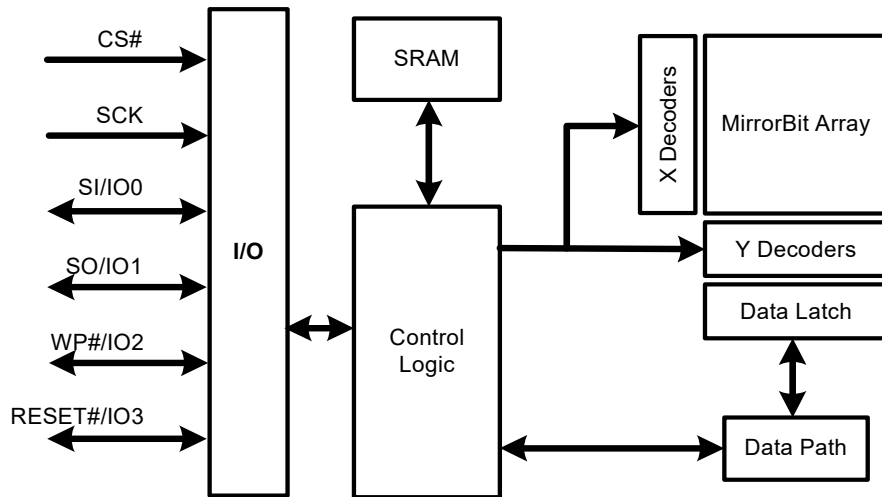 CS#
SCK
SI/IO0
SO/IO1
WP#/IO2
RESET#/IO3
I/O
SRAM
Control
Logic
X Decoders
MirrorBit Array
Y Decoders
Data Latch
Data Path